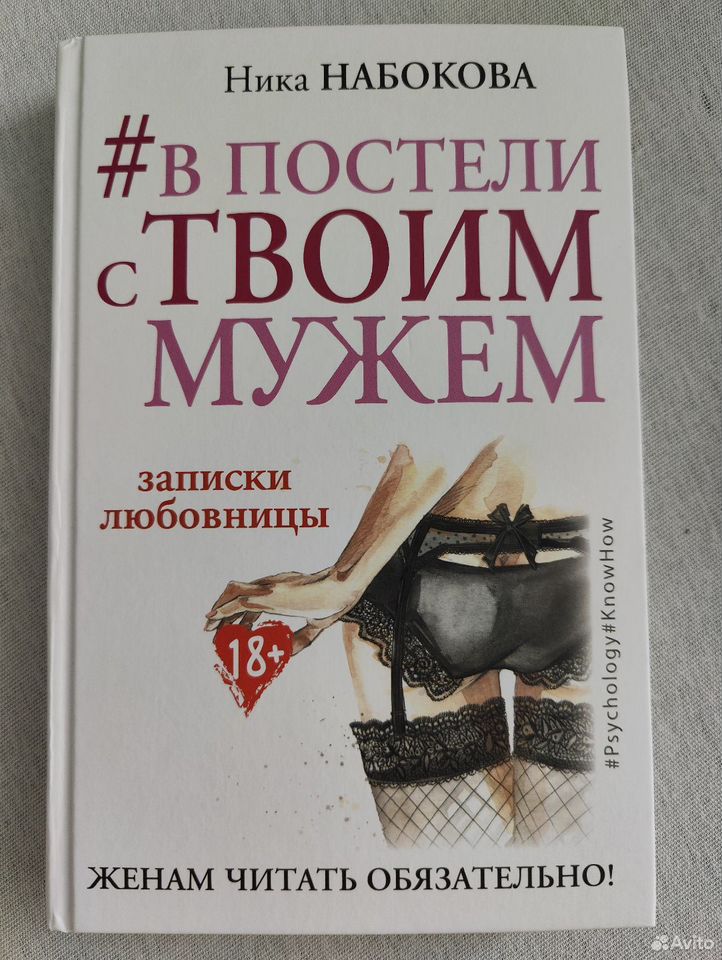 Ника НАБОКОВА
#В ПОСТЕЛИ
с ТВОИМ
МУЖЕМ
записки
любовницы
18+
#Psychology#KnowHow
ЖЕНАМ ЧИТАТЬ ОБЯЗАТЕЛЬНО!
Avito